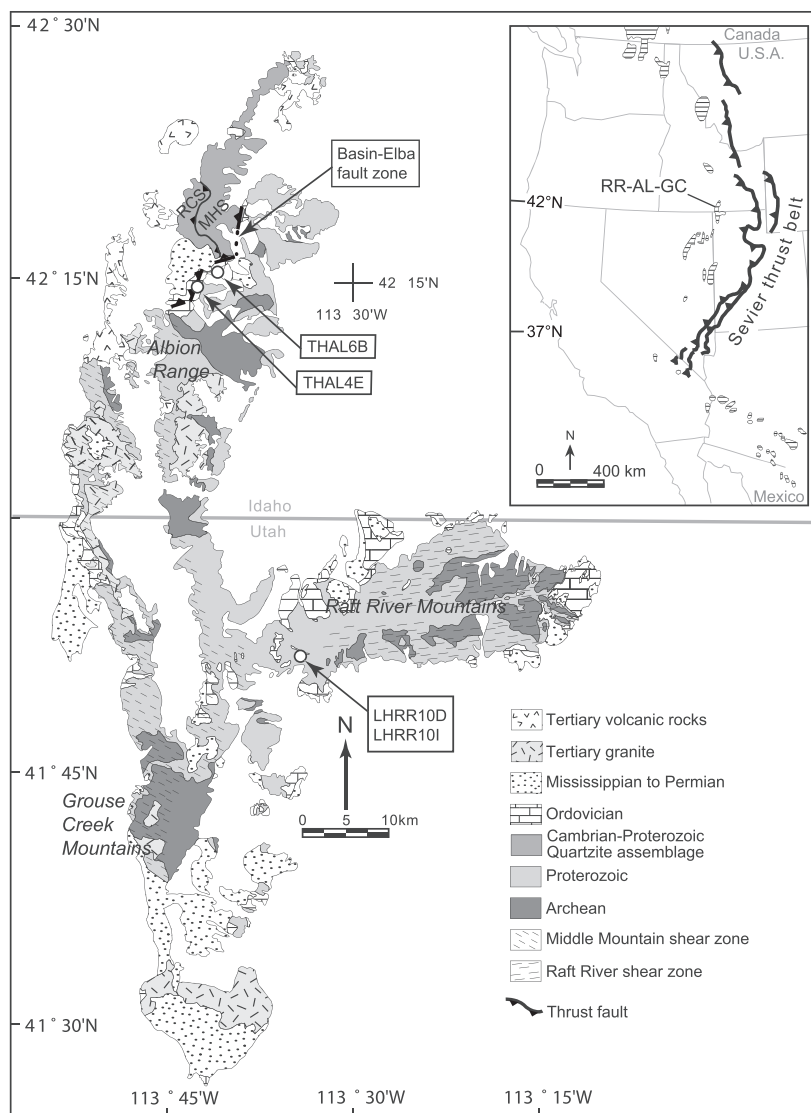 42° 30'N
Basin-Elba
fault zone
RCS
MHS
42° 15'N
42 15'N
113 30'W
THAL6B
THAL4E
Albion
Range
Idaho
Utah
Raft River Mountains
LHRR10D
LHRR10I
N
0 5 10km
41° 45'N
Grouse
Creek
Mountains
41° 30'N
113° 45'W
113° 30'W
113° 15'W
Canada
U.S.A.
RR-AL-GC
42°N
37°N
Sevier thrust belt
N
0 400 km
Mexico
Tertiary volcanic rocks
Tertiary granite
Mississippian to Permian
Ordovician
Cambrian-Proterozoic
Quartzite assemblage
Proterozoic
Archean
Middle Mountain shear zone
Raft River shear zone
Thrust fault